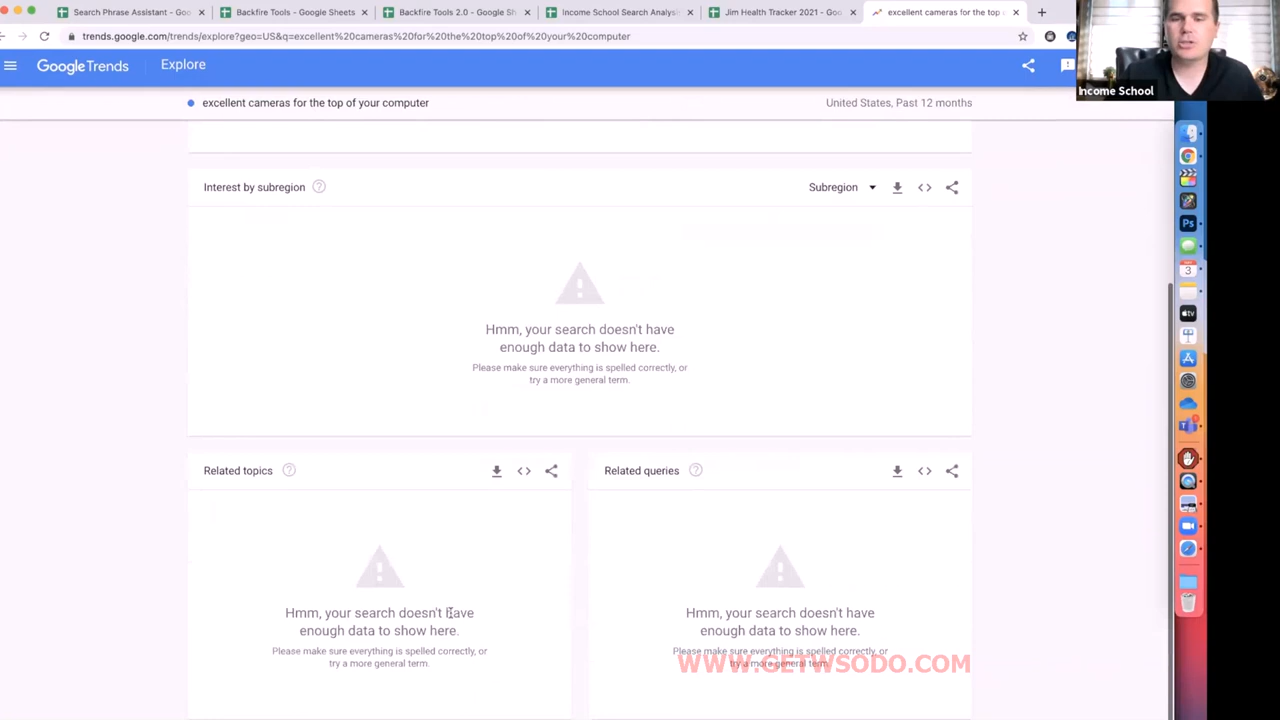 Search Phrase Assistant - Goo
Backfire Tools - Google Sheets
Backfire Tools 2.0 - Google Sh
Income School Search Analysi
Jim Health Tracker 2021 - Goo
excellent cameras for the top
trends.google.com/trends/explore?geo=US&q=excellent%20cameras%20for%20the%20top%20of%20your%20computer
Google Trends
Explore
Income School
excellent cameras for the top of your computer
United States, Past 12 months
Interest by subregion
Subregion
Ps
3
tv
Hmm, your search doesn't have
enough data to show here.
Please make sure everything is spelled correctly, or
try a more general term.
Related topics
Related queries
Hmm, your search doesn't have
enough data to show here.
Please make sure everything is spelled correctly, or
try a more general term.
Hmm, your search doesn't have
enough data to show here.
Please make sure everything is spelled correctly, or
try a more general term.
WWW.GETWSODO.COM